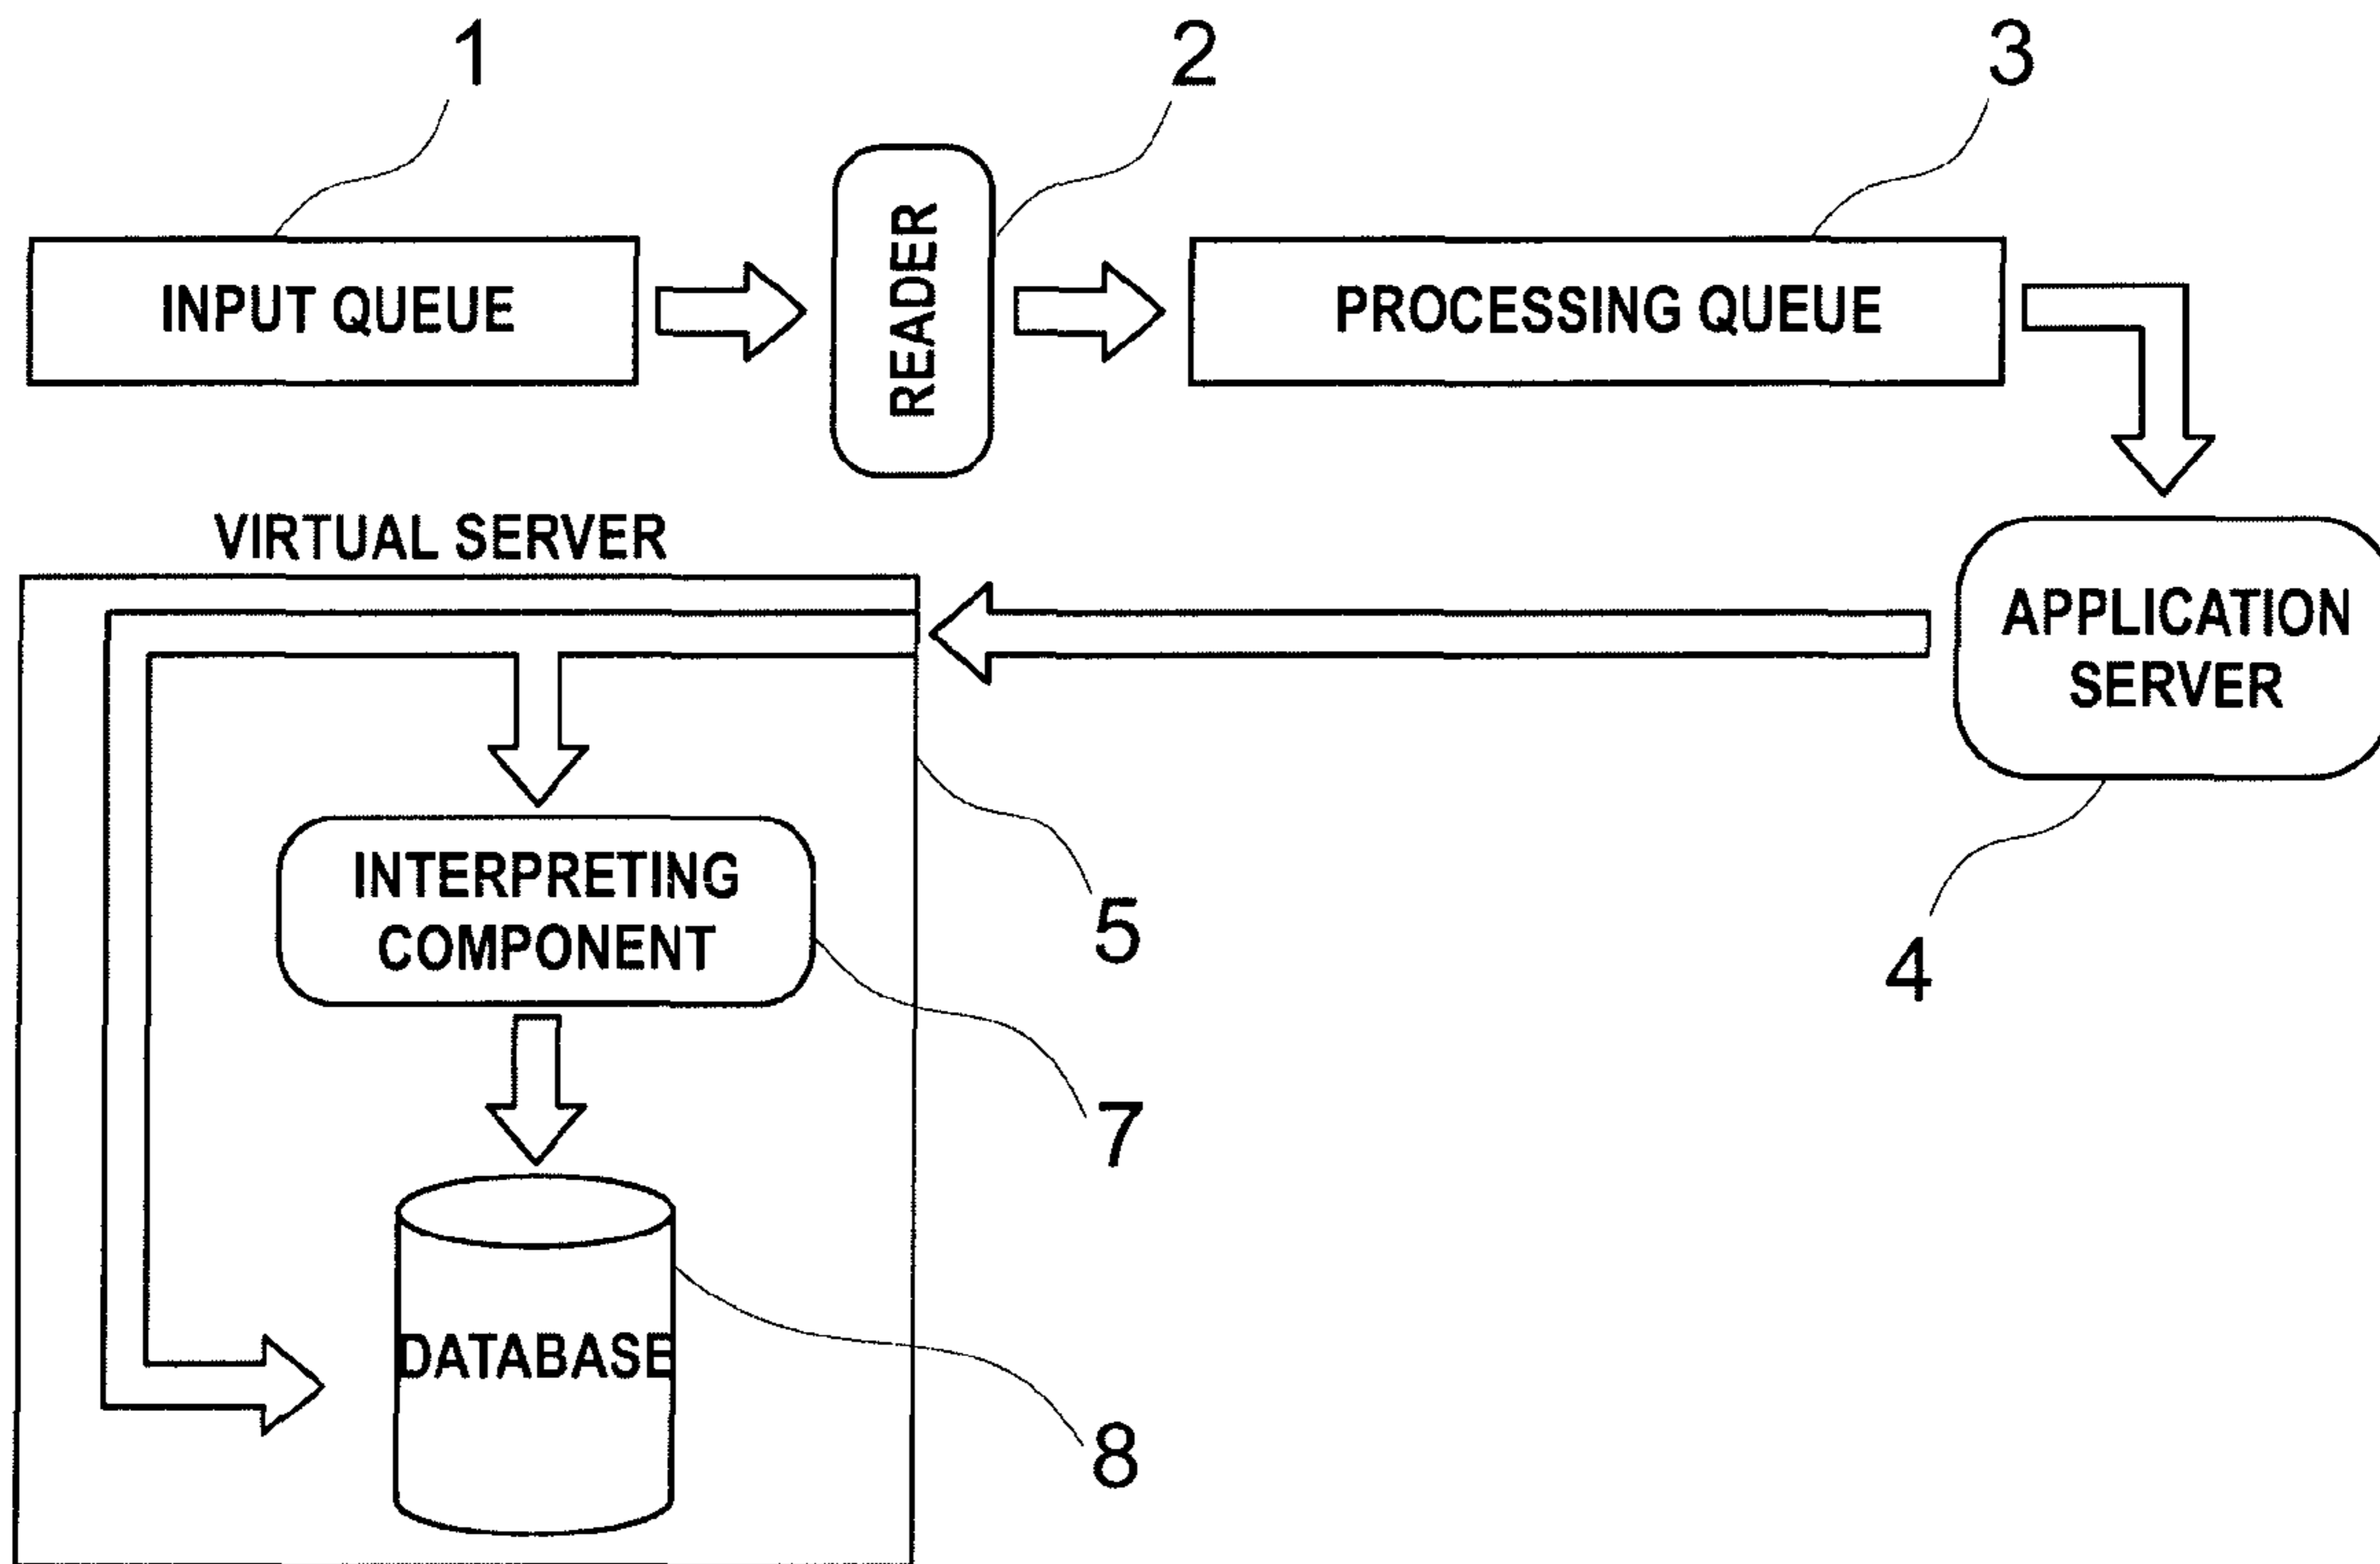 1
2
3
INPUT QUEUE
READER
PROCESSING QUEUE
VIRTUAL SERVER
APPLICATION
SERVER
4
5
INTERPRETING
COMPONENT
7
DATABASE
8